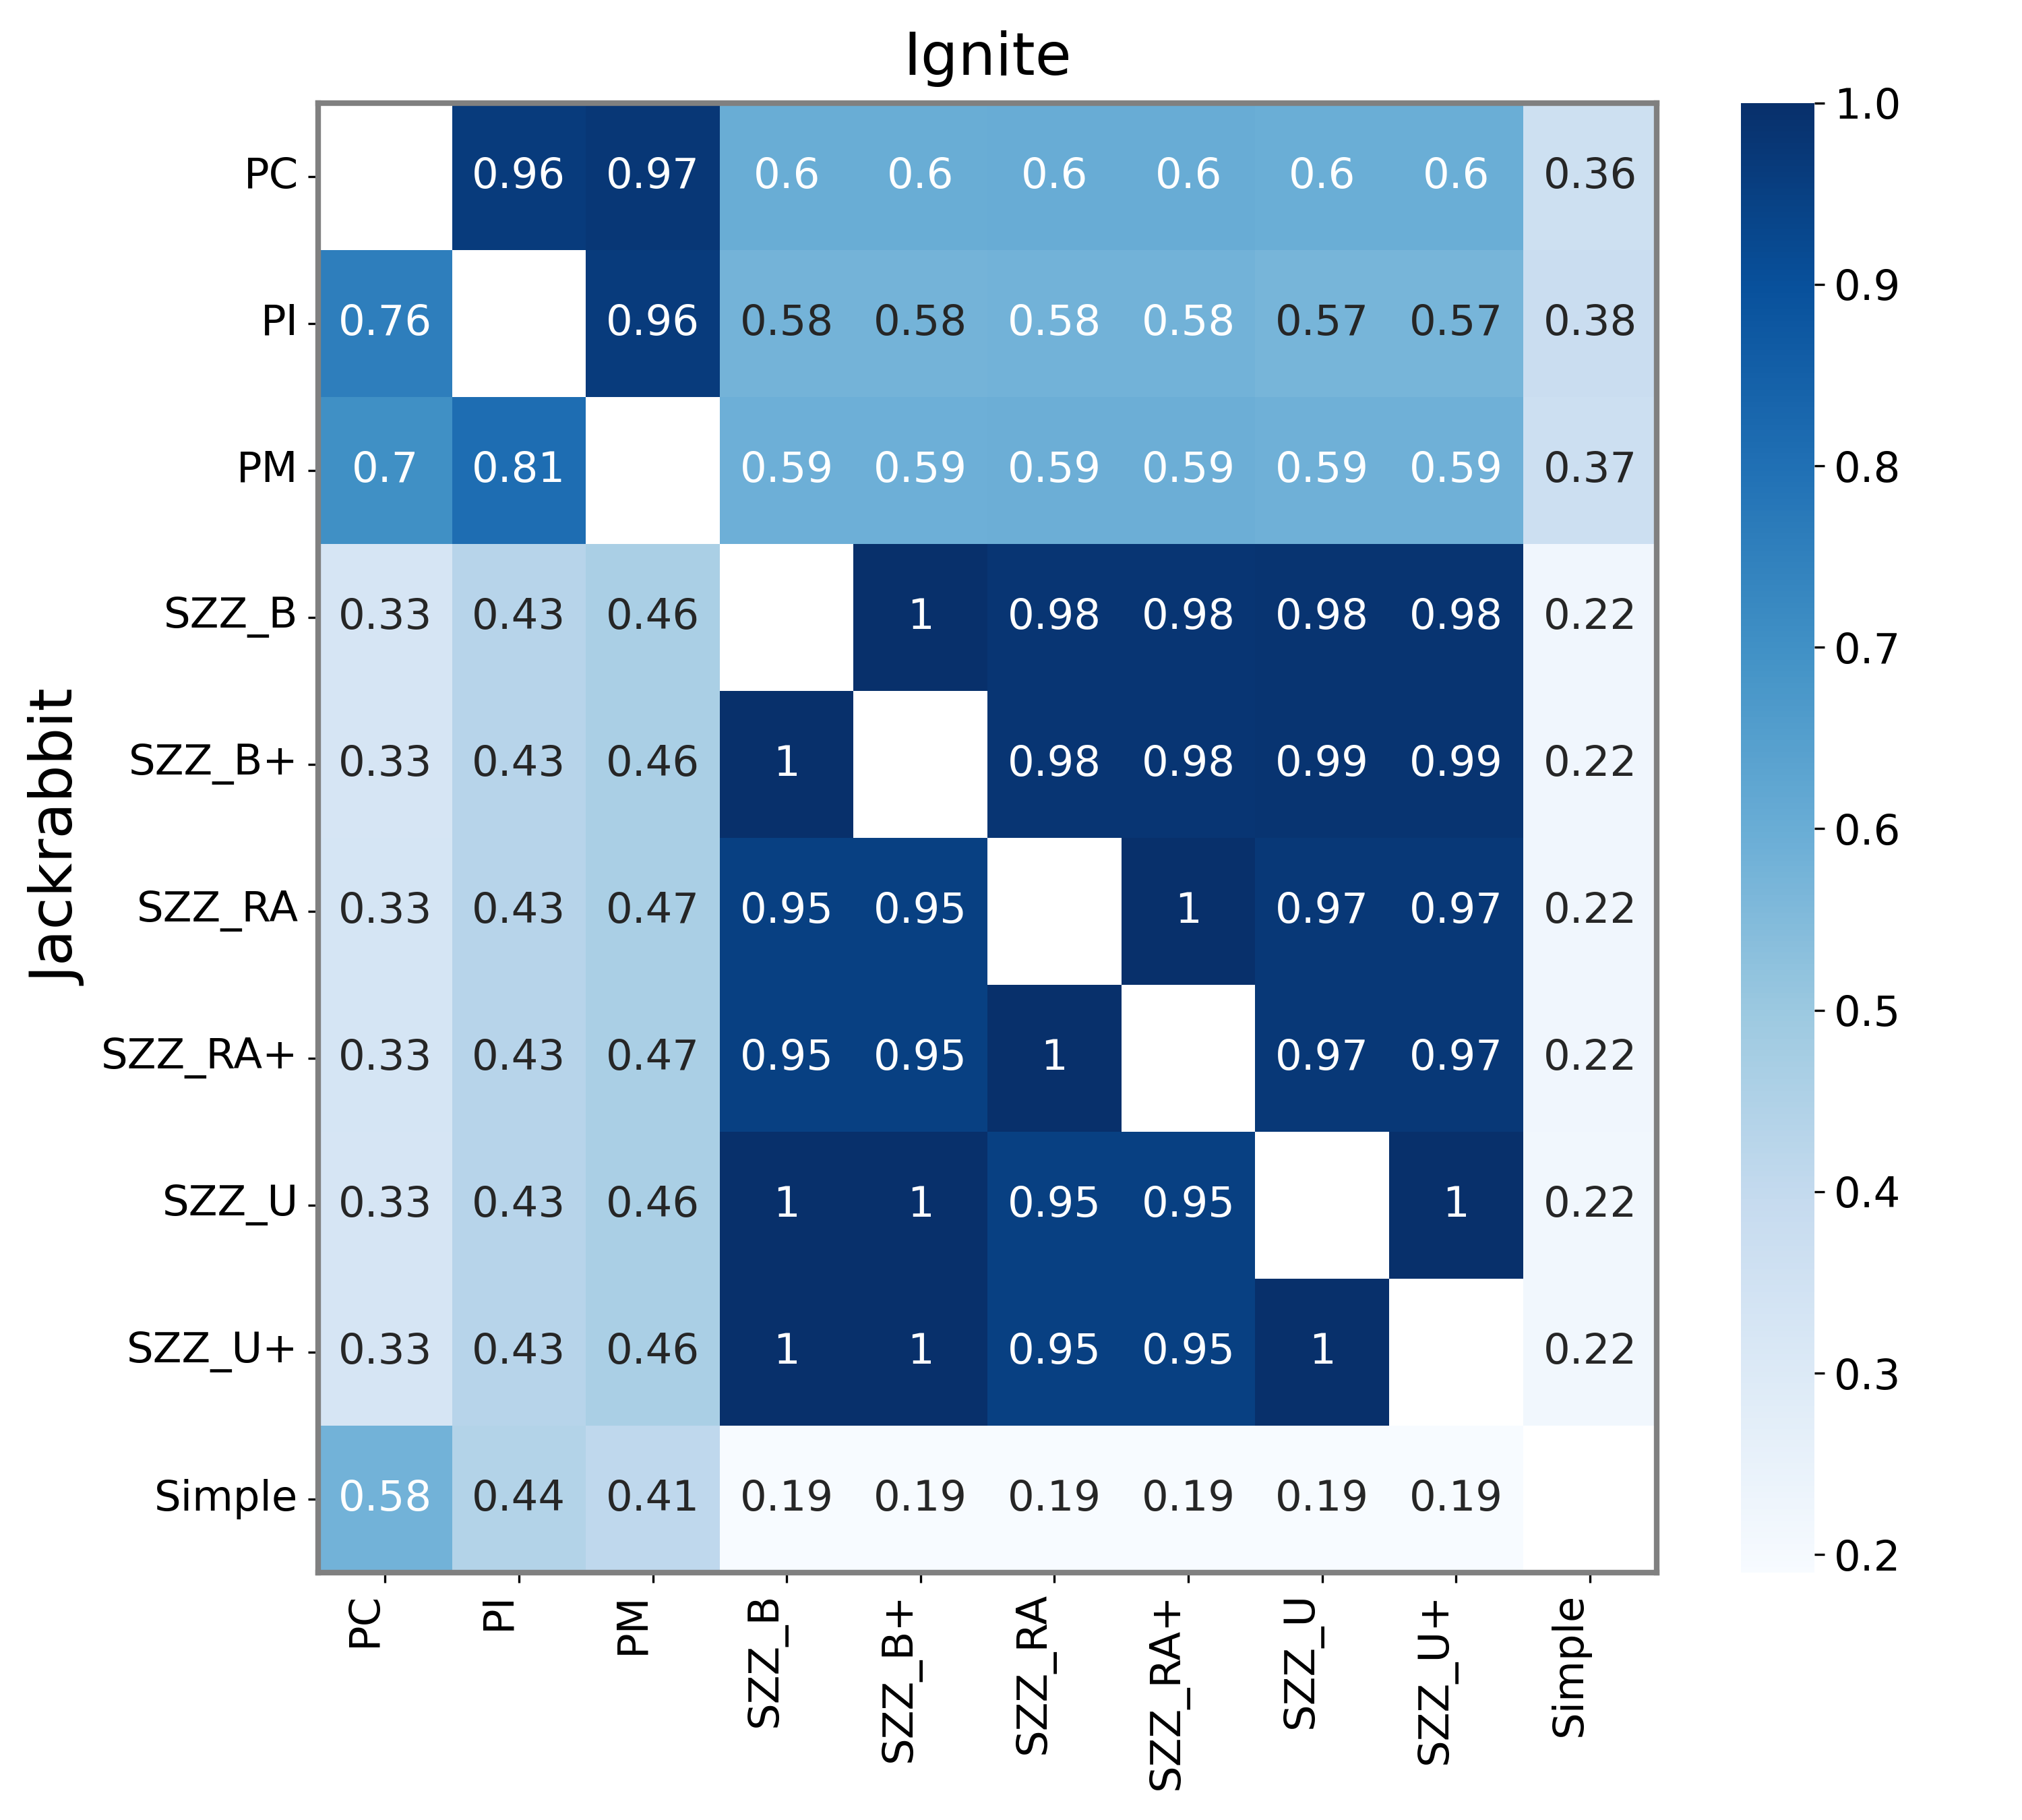 Ignite
PC 0.96 0.97 0.6 0.6 0.6 0.6 0.6 0.6 0.36
PI 0.76 0.96 0.58 0.58 0.58 0.58 0.57 0.57 0.38
PM 0.7 0.81 0.59 0.59 0.59 0.59 0.59 0.59 0.37
SZZ_B 0.33 0.43 0.46 1 0.98 0.98 0.98 0.98 0.22
SZZ_B+ 0.33 0.43 0.46 1 0.98 0.98 0.99 0.99 0.22
SZZ_RA 0.33 0.43 0.47 0.95 0.95 1 0.97 0.97 0.22
SZZ_RA+ 0.33 0.43 0.47 0.95 0.95 1 0.97 0.97 0.22
SZZ_U 0.33 0.43 0.46 1 1 0.95 0.95 1 0.22
SZZ_U+ 0.33 0.43 0.46 1 1 0.95 0.95 1 0.22
Simple 0.58 0.44 0.41 0.19 0.19 0.19 0.19 0.19 0.19
PC PI PM SZZ_B SZZ_B+ SZZ_RA SZZ_RA+ SZZ_U SZZ_U+ Simple
Jackrabbit
1.0
0.9
0.8
0.7
0.6
0.5
0.4
0.3
0.2